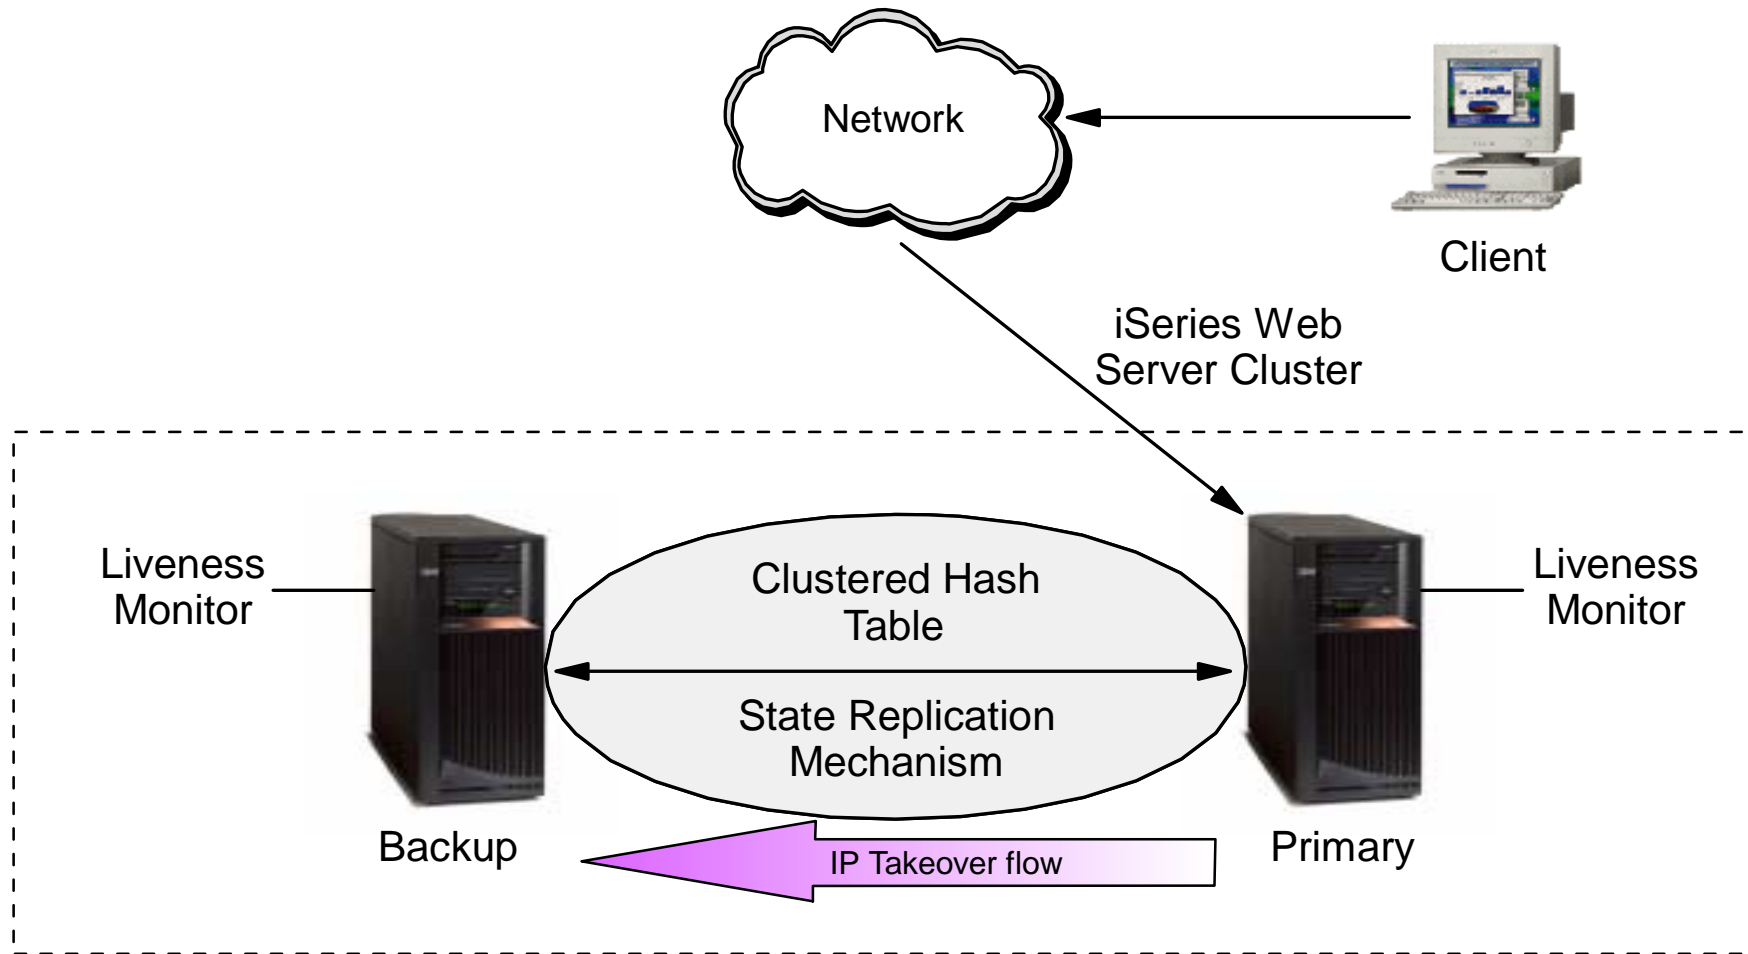 Network
Client
iSeries Web
Server Cluster
Liveness
Monitor
Clustered Hash
Table
State Replication
Mechanism
Liveness
Monitor
Backup
IP Takeover flow
Primary